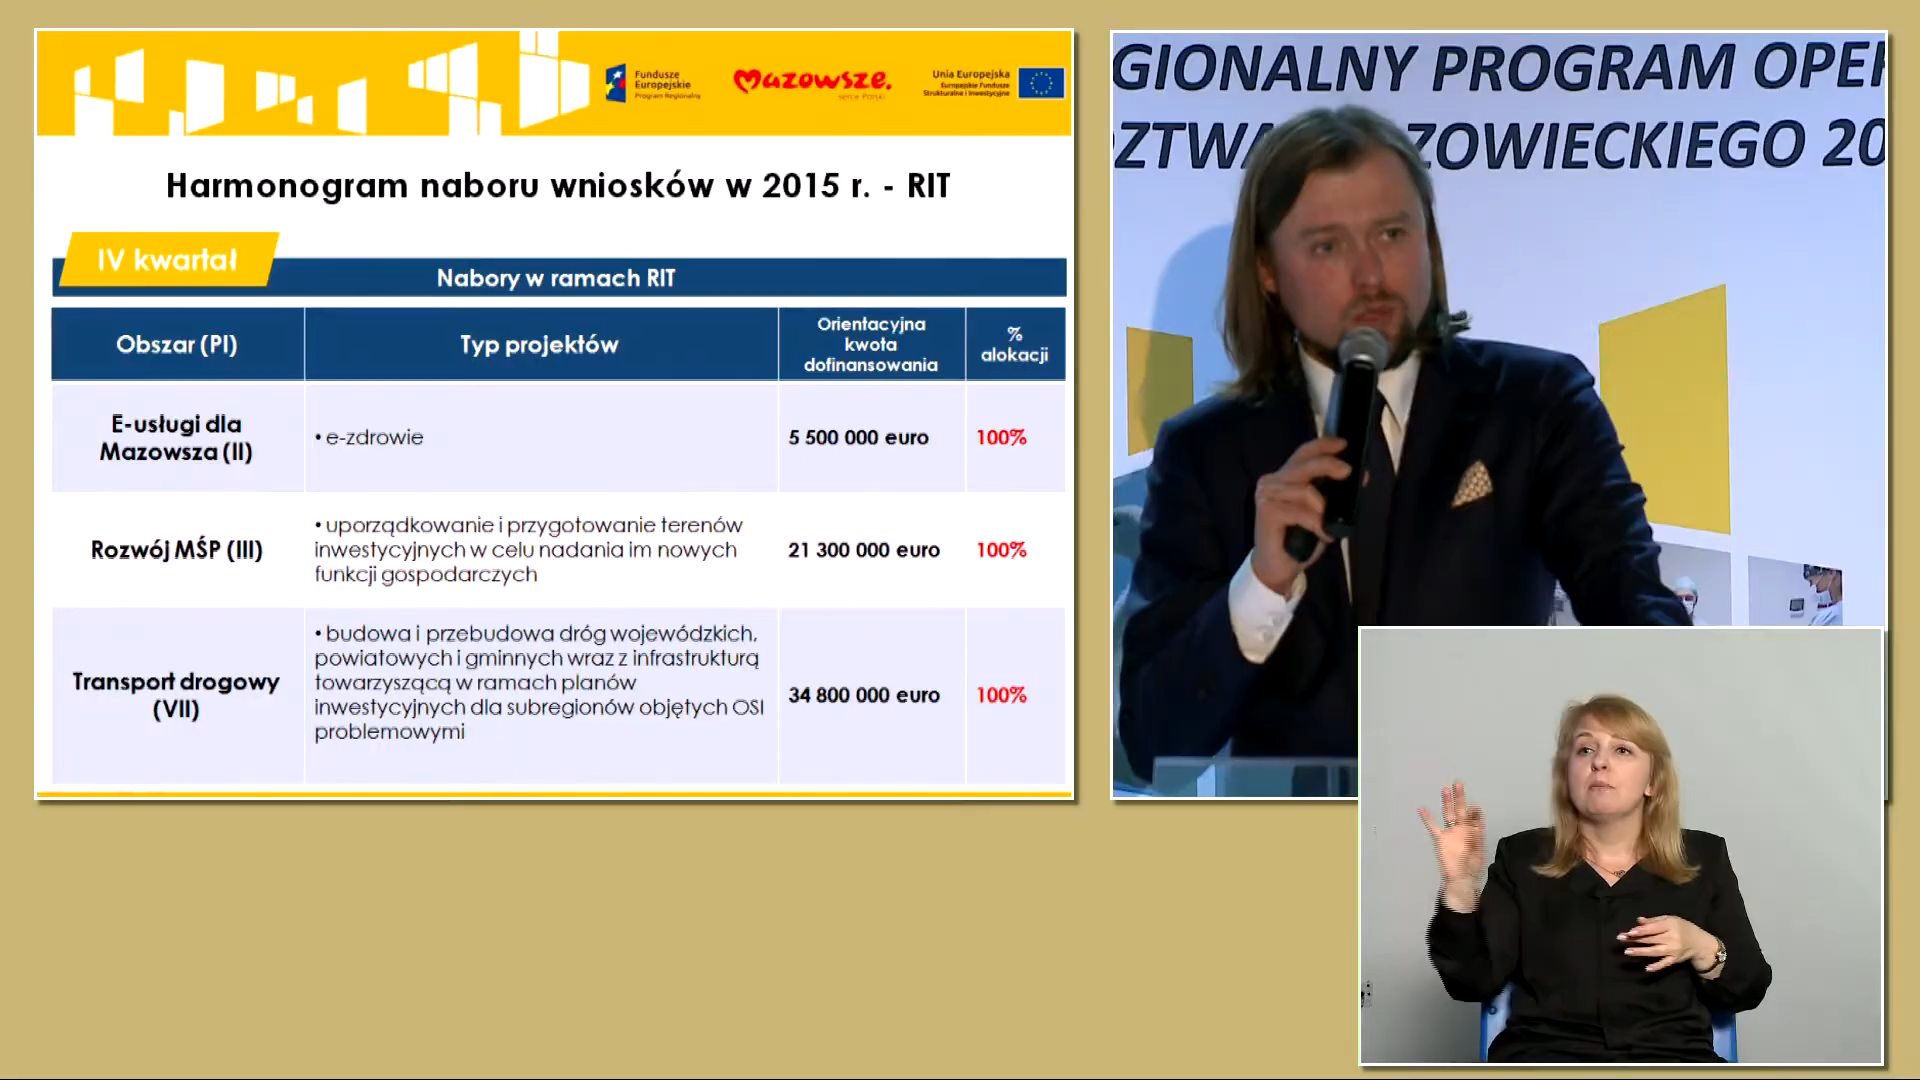 Fundusze
Europejskie
Program Regionalny
Mazowsze.
serce Polski
Unia Europejska
Europejskie Fundusze
Strukturalne i Inwestycyjne
Harmonogram naboru wniosków w 2015 r. - RIT
IV kwartał
Nabory w ramach RIT
Obszar (PI)
Typ projektów
Orientacyjna
kwota
dofinansowania
%
alokacji
E-usługi dla
Mazowsza (II)
• e-zdrowie
5 500 000 euro
100%
Rozwój MŚP (III)
• uporządkowanie i przygotowanie terenów
inwestycyjnych w celu nadania im nowych
funkcji gospodarczych
21 300 000 euro
100%
Transport drogowy
(VII)
• budowa i przebudowa dróg wojewódzkich,
powiatowych i gminnych wraz z infrastrukturą
towarzyszącą w ramach planów
inwestycyjnych dla subregionów objętych OSI
problemowymi
34 800 000 euro
100%
GIONALNY PROGRAM OPER
ZTWA ZOWIECKIEGO 20